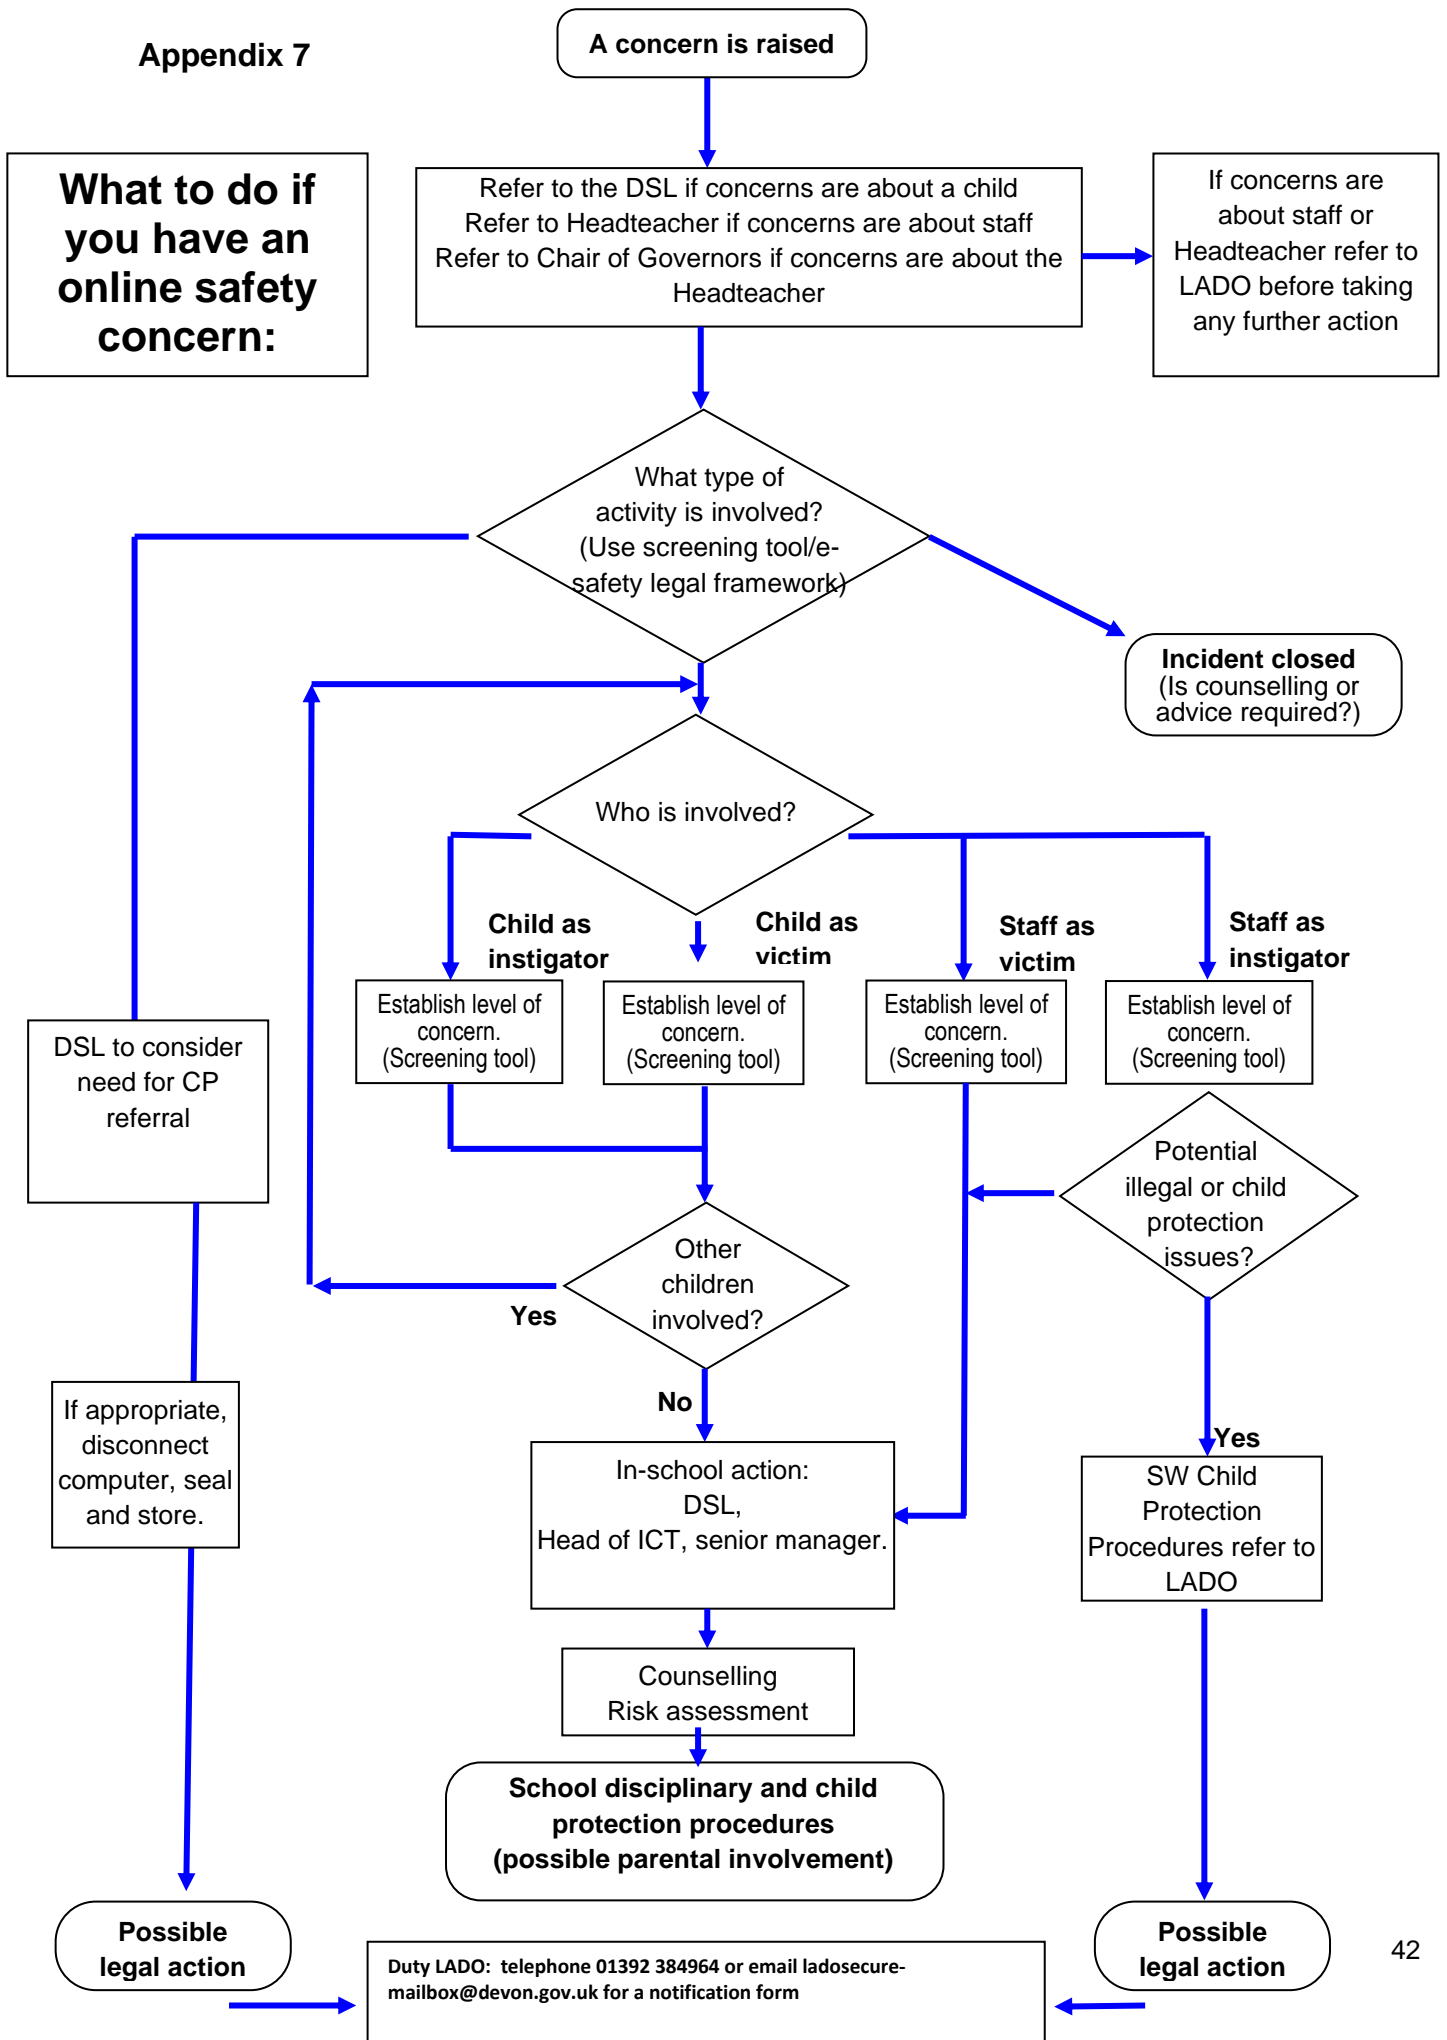 Appendix 7
A concern is raised
What to do if
you have an
online safety
concern:
Refer to the DSL if concerns are about a child
Refer to Headteacher if concerns are about staff
Refer to Chair of Governors if concerns are about the
Headteacher
If concerns are
about staff or
Headteacher refer to
LADO before taking
any further action
What type of
activity is involved?
(Use screening tool/e-
safety legal framework)
Incident closed
(Is counselling or
advice required?)
Who is involved?
Child as
instigator
Child as
victim
Staff as
victim
Staff as
instigator
Establish level of
concern.
(Screening tool)
Establish level of
concern.
(Screening tool)
Establish level of
concern.
(Screening tool)
Establish level of
concern.
(Screening tool)
DSL to consider
need for CP
referral
Potential
illegal or child
protection
issues?
Other
children
involved?
Yes
No
Yes
If appropriate,
disconnect
computer, seal
and store.
In-school action:
DSL,
Head of ICT, senior manager.
SW Child
Protection
Procedures refer to
LADO
Counselling
Risk assessment
School disciplinary and child
protection procedures
(possible parental involvement)
Possible
legal action
Possible
legal action
Duty LADO: telephone 01392 384964 or email ladosecure-
mailbox@devon.gov.uk for a notification form
42